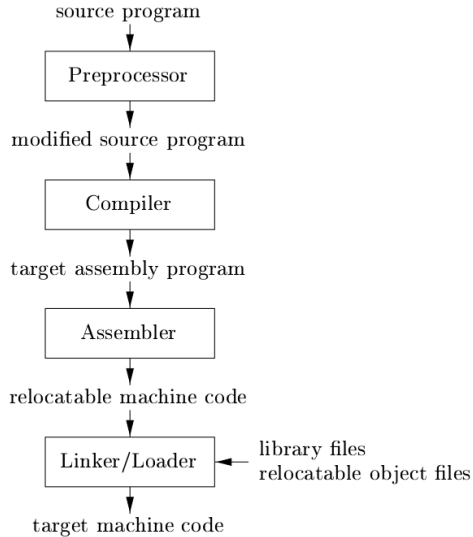 source program
Preprocessor
modified source program
Compiler
target assembly program
Assembler
relocatable machine code
Linker/Loader
library files
relocatable object files
target machine code